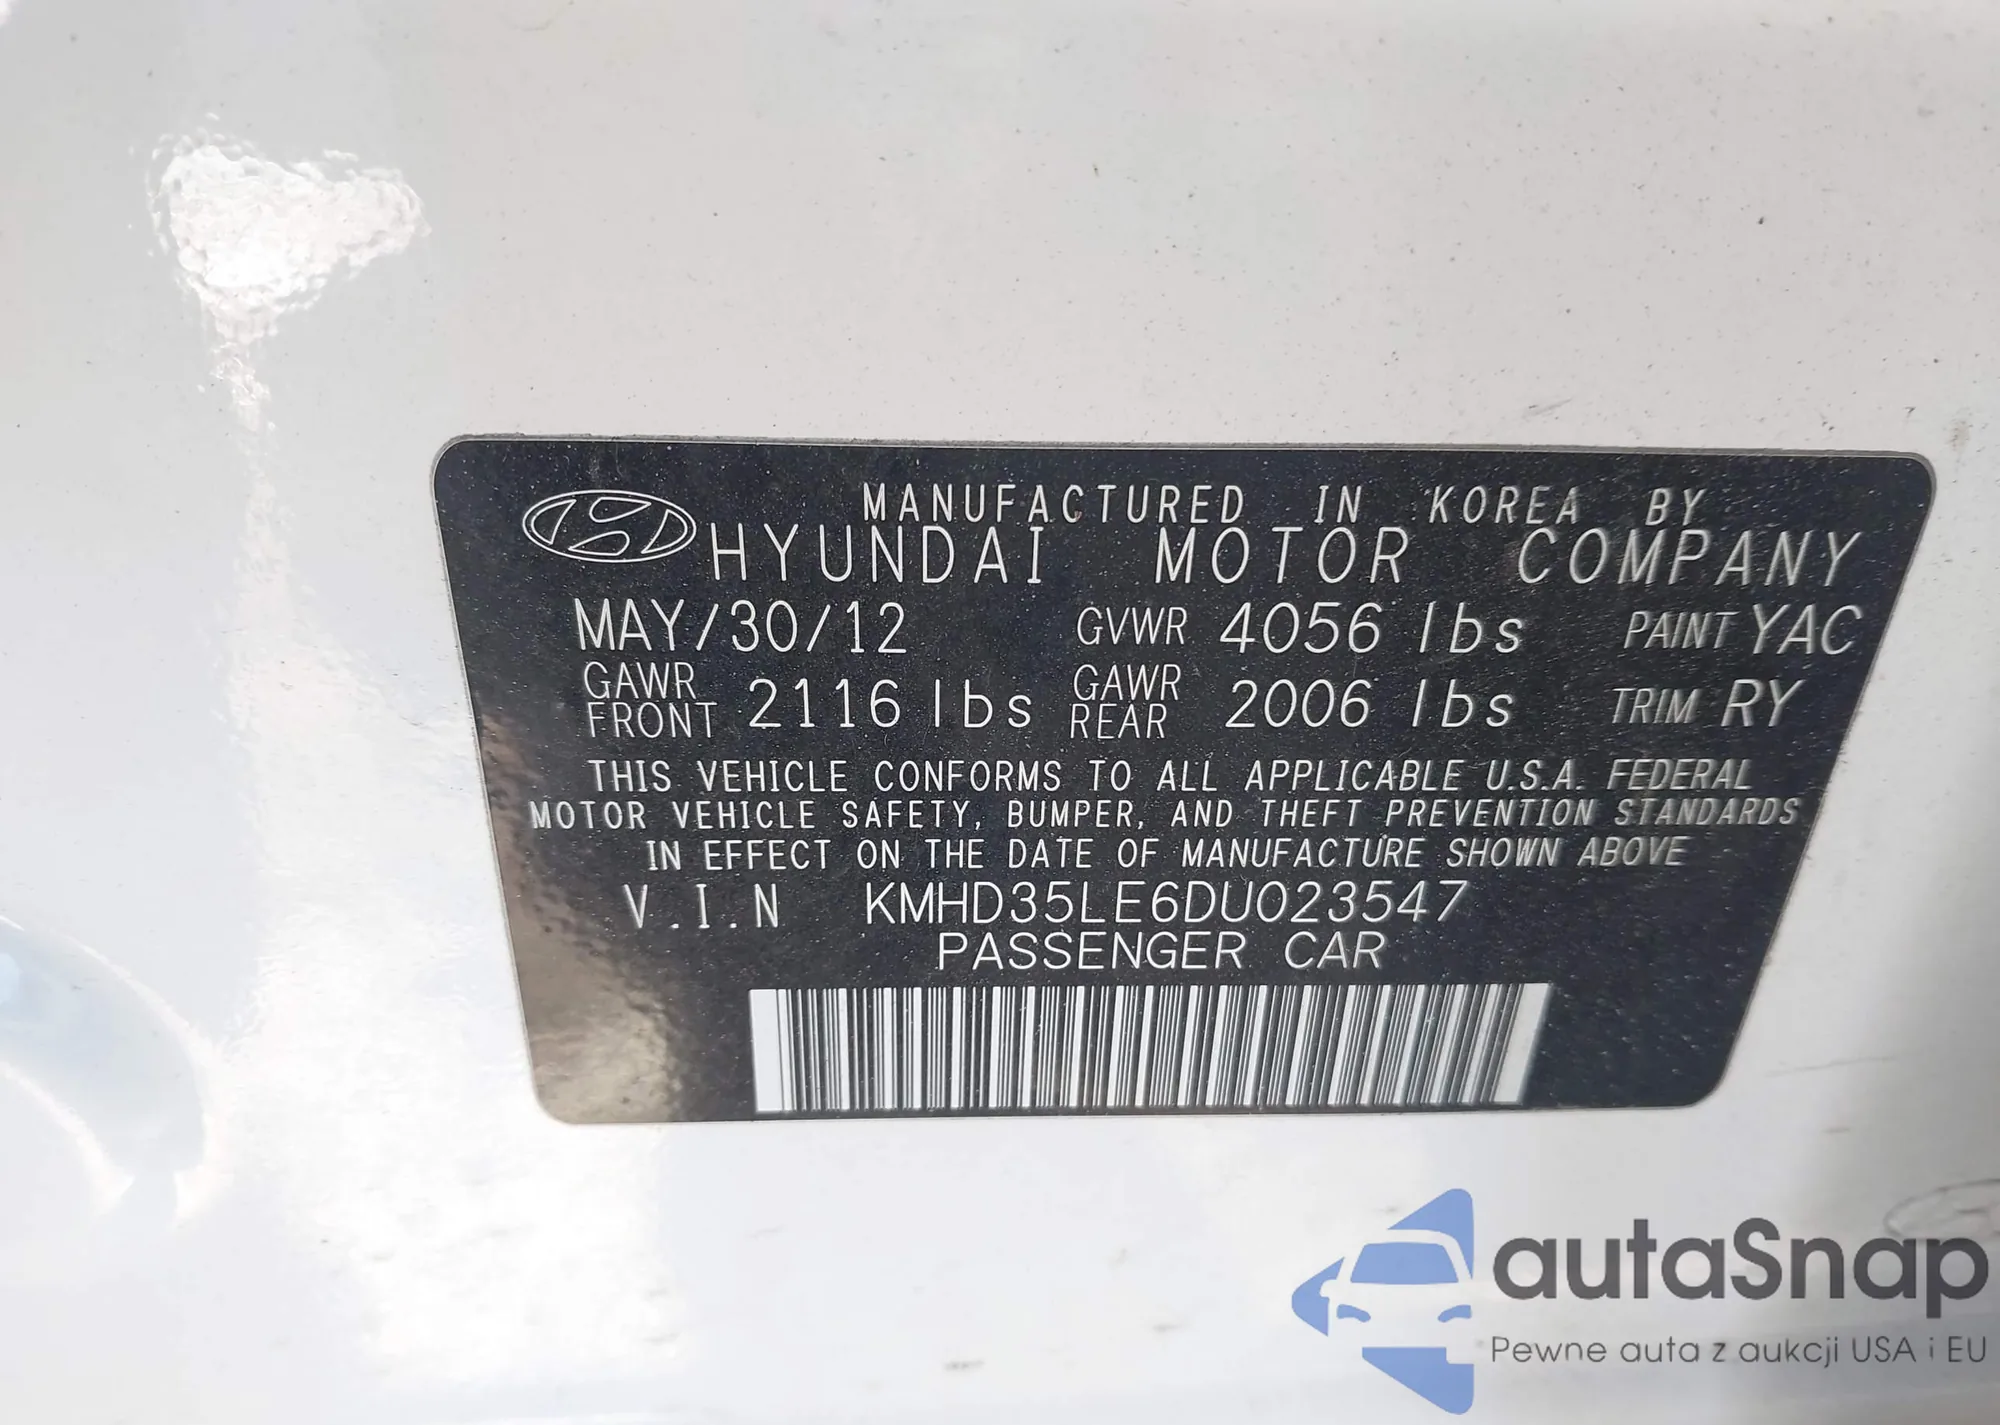 MANUFACTURED IN KOREA BY
HYUNDAI MOTOR COMPANY
MAY/30/12 GVWR 4056 lbs PAINT YAC
GAWR FRONT 2116 lbs GAWR REAR 2006 lbs TRIM RY
THIS VEHICLE CONFORMS TO ALL APPLICABLE U.S.A. FEDERAL
MOTOR VEHICLE SAFETY, BUMPER, AND THEFT PREVENTION STANDARDS
IN EFFECT ON THE DATE OF MANUFACTURE SHOWN ABOVE
V.I.N KMHD35LE6DU023547
PASSENGER CAR
autaSnap
Pewne auta z aukcji USA i EU